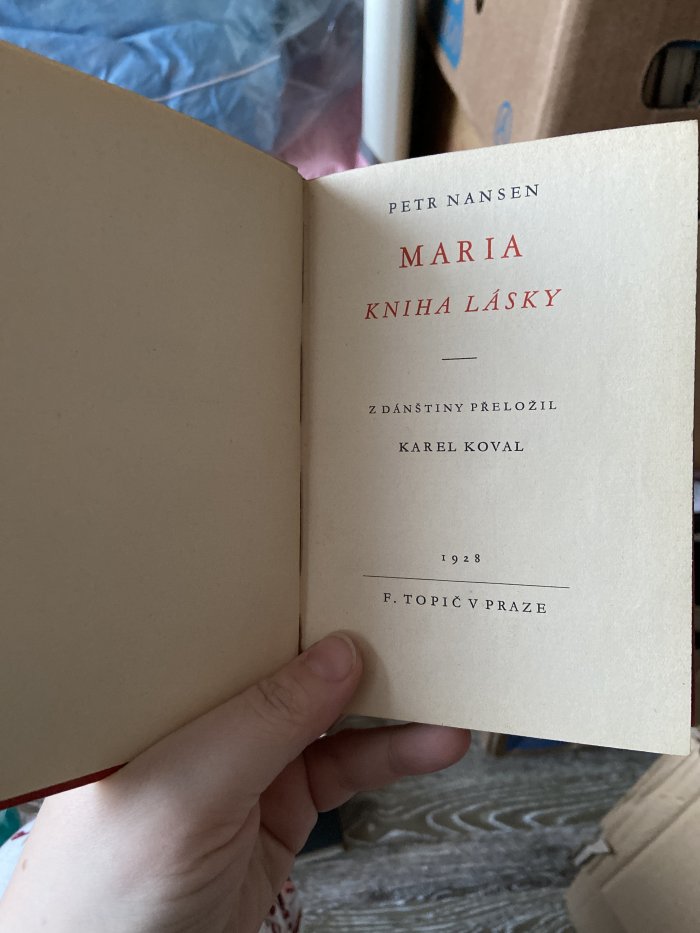 PETR NANSEN
MARIA
KNIHA LÁSKY
Z DÁNŠTINY PŘELOŽIL
KAREL KOVAL
1928
F. TOPIČ V PRAZE